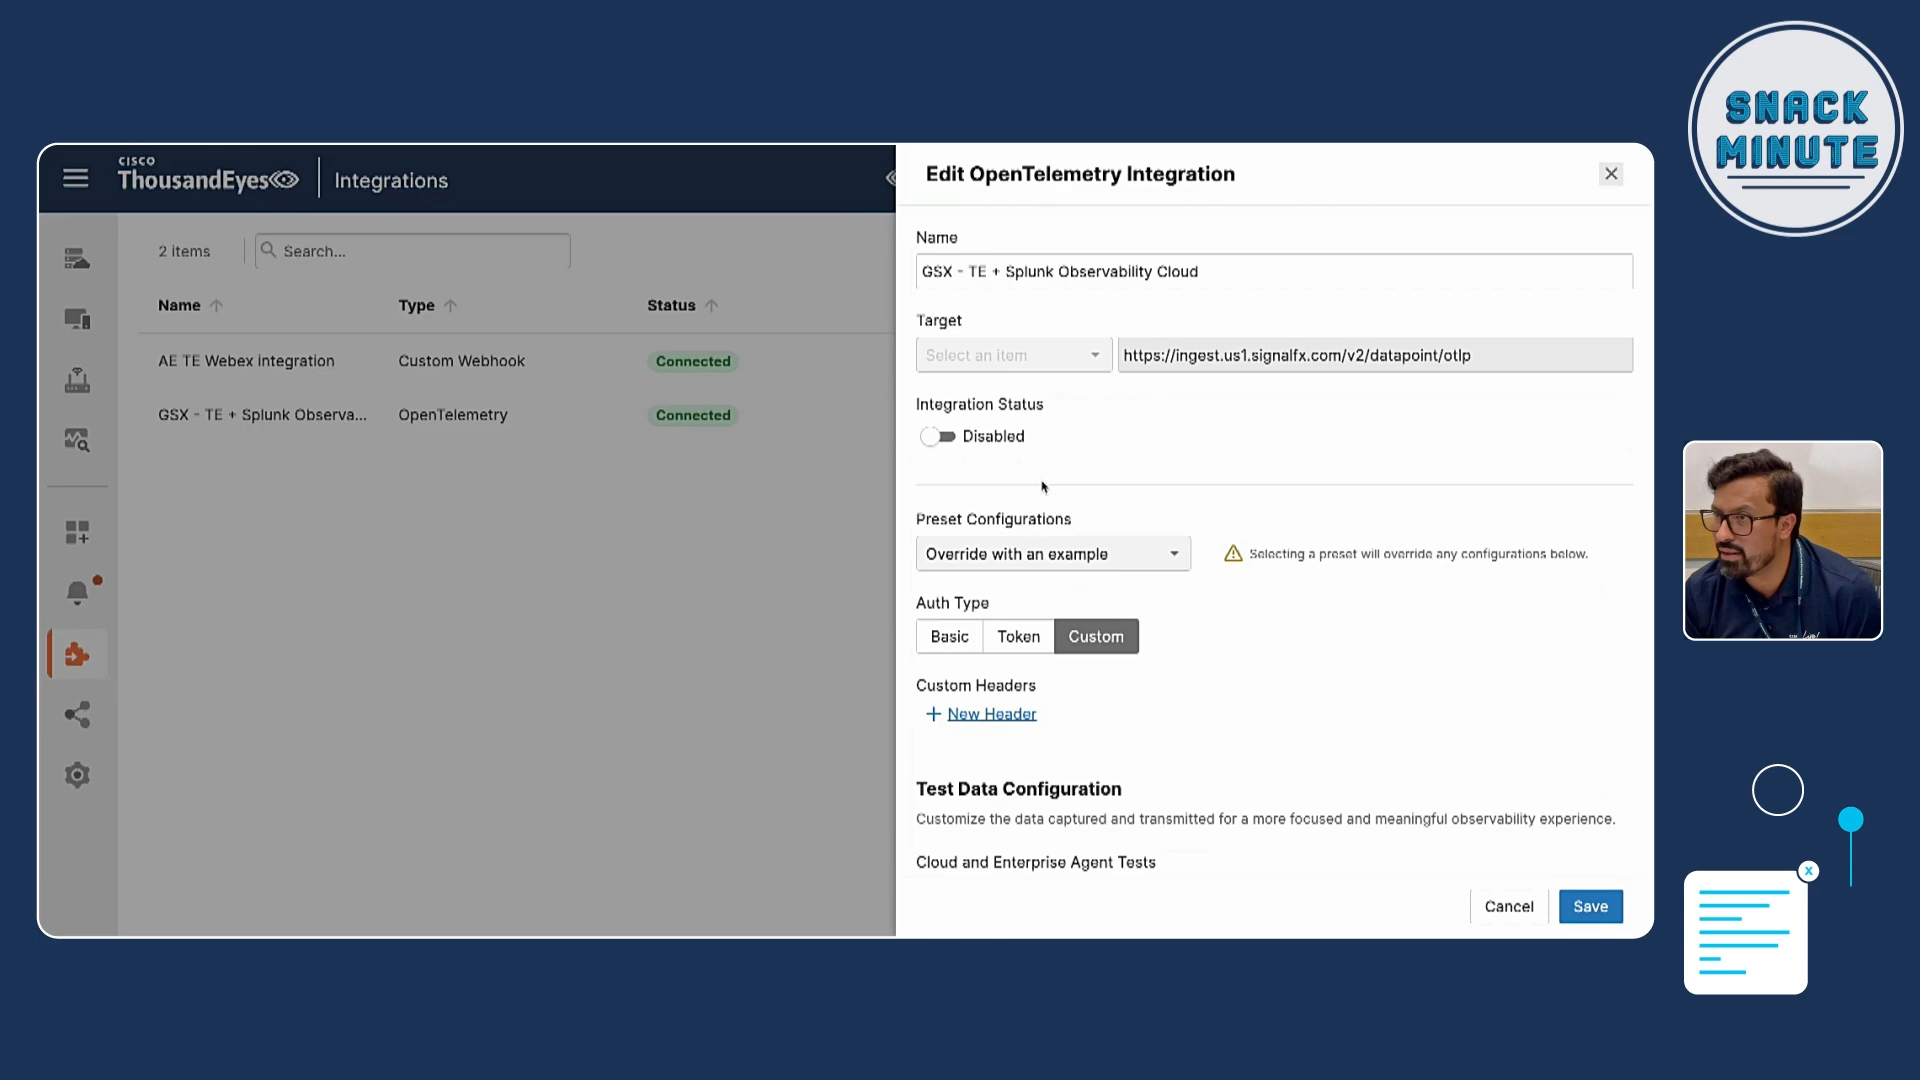 SNACK
MINUTE
CISCO
ThousandEyes
Integrations
2 items
Search...
Name
Type
Status
AE TE Webex integration
Custom Webhook
Connected
GSX - TE + Splunk Observa...
OpenTelemetry
Connected
Edit OpenTelemetry Integration
Name
GSX - TE + Splunk Observability Cloud
Target
Select an item
https://ingest.us1.signalfx.com/v2/datapoint/otlp
Integration Status
Disabled
Preset Configurations
Override with an example
Selecting a preset will override any configurations below.
Auth Type
Basic
Token
Custom
Custom Headers
+ New Header
Test Data Configuration
Customize the data captured and transmitted for a more focused and meaningful observability experience.
Cloud and Enterprise Agent Tests
Cancel
Save
x